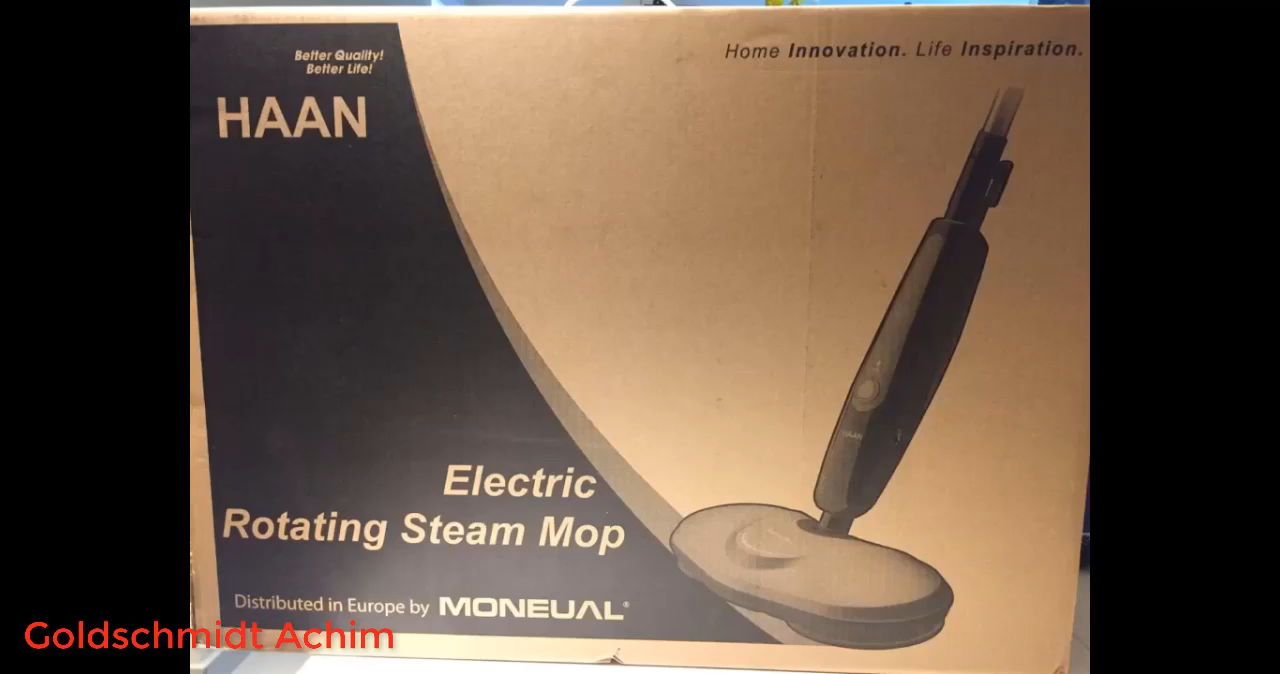 Better Quality!
Better Life!
HAAN
Home Innovation. Life Inspiration.
HAAN
Electric
Rotating Steam Mop
Distributed in Europe by MONEUAL®
Goldschmidt Achim